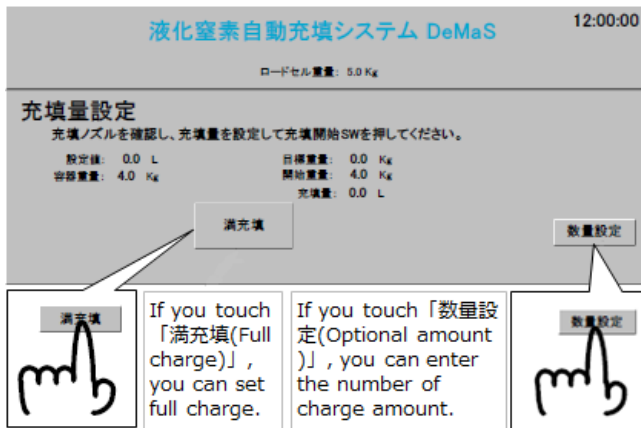 液化窒素自動充填システム DeMaS
12:00:00
ロードセル重量: 5.0 Kg
充填量設定
充填ノズルを確認し、充填量を設定して充填開始SWを押してください。
設定値: 0.0 L
目標重量: 0.0 Kg
容器重量: 4.0 Kg
開始重量: 4.0 Kg
充填量: 0.0 L
満充填
数量設定
満充填
If you touch
「満充填(Full
charge)」,
you can set
full charge.
If you touch「数量設
定(Optional amount
)」, you can enter
the number of
charge amount.
数量設定